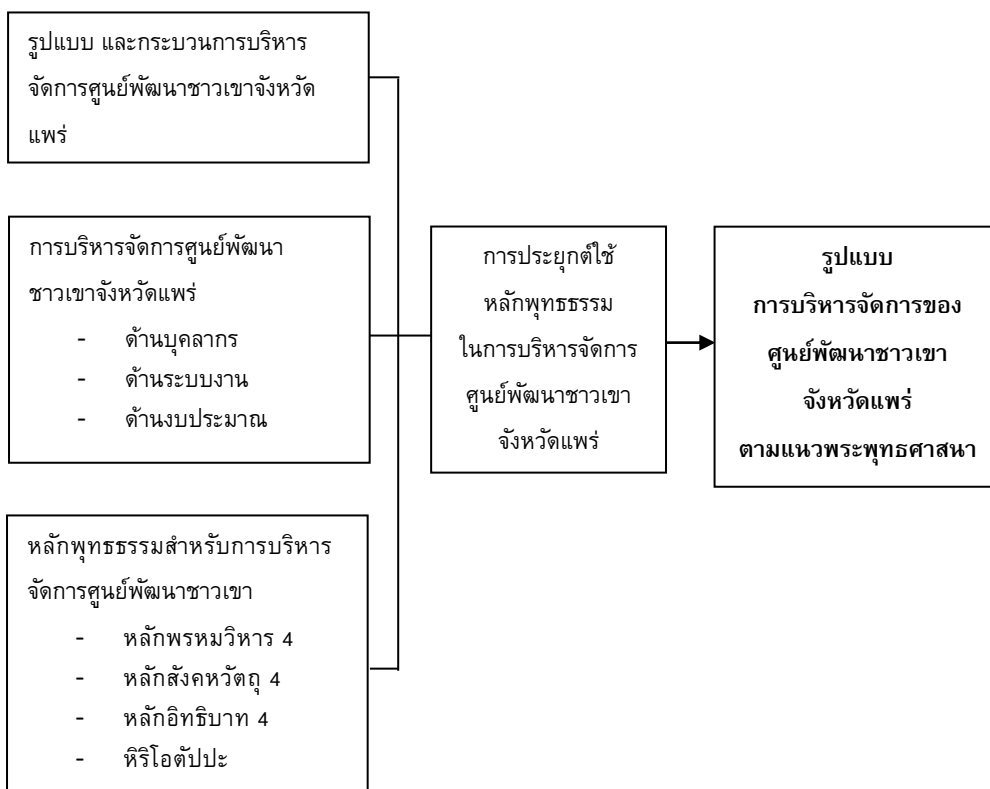 รูปแบบ และกระบวนการบริหาร
จัดการศูนย์พัฒนาชาวเขาจังหวัด
แพร่
การบริหารจัดการศูนย์พัฒนา
ชาวเขาจังหวัดแพร่
- ด้านบุคลากร
- ด้านระบบงาน
- ด้านงบประมาณ
หลักพุทธธรรมสำหรับการบริหาร
จัดการศูนย์พัฒนาชาวเขา
- หลักพรหมวิหาร 4
- หลักสังคหวัตถุ 4
- หลักอิทธิบาท 4
- หิริโอตัปปะ
การประยุกต์ใช้
หลักพุทธธรรม
ในการบริหารจัดการ
ศูนย์พัฒนาชาวเขา
จังหวัดแพร่
รูปแบบ
การบริหารจัดการของ
ศูนย์พัฒนาชาวเขา
จังหวัดแพร่
ตามแนวพระพุทธศาสนา